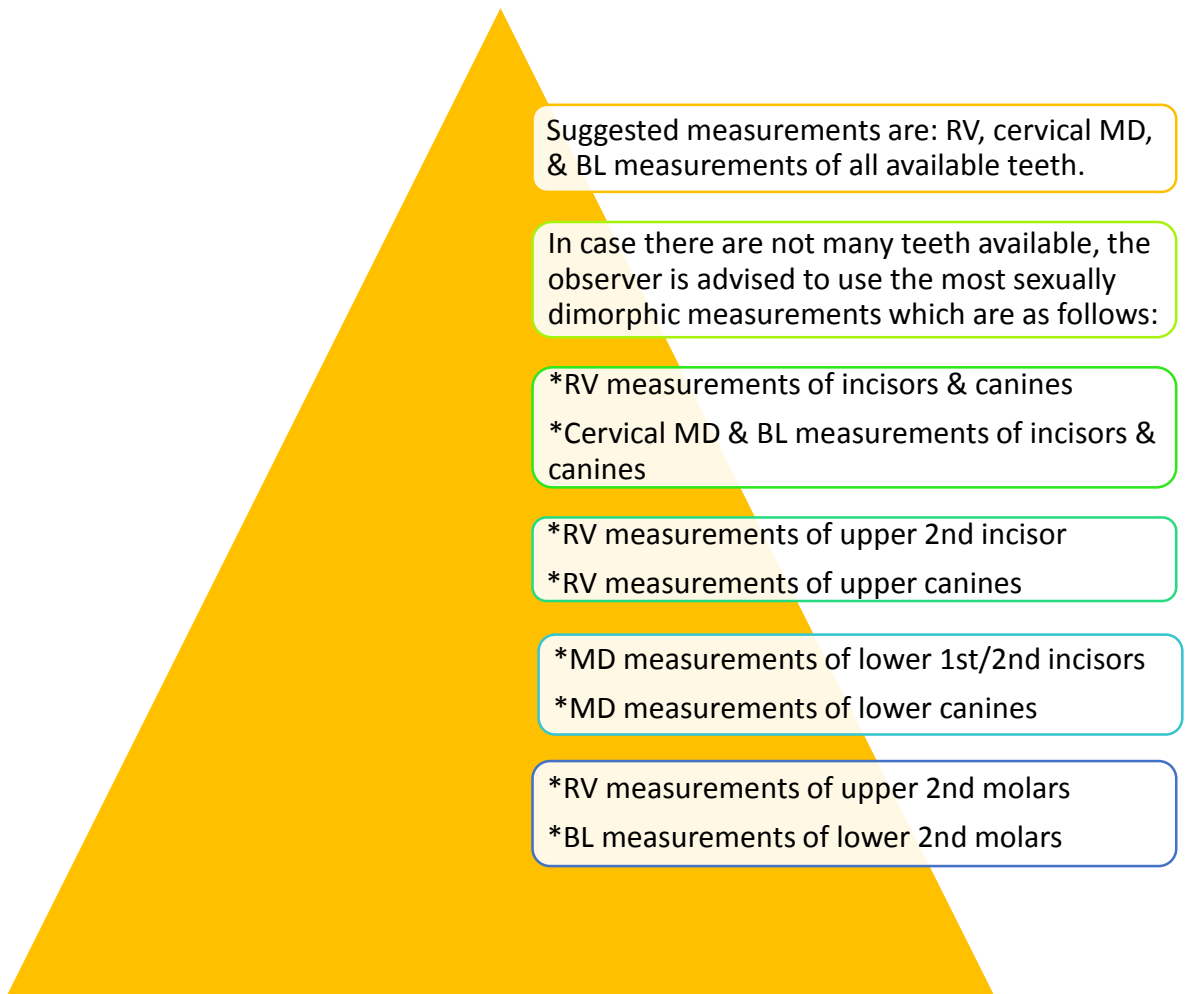 Suggested measurements are: RV, cervical MD,
& BL measurements of all available teeth.
In case there are not many teeth available, the
observer is advised to use the most sexually
dimorphic measurements which are as follows:
*RV measurements of incisors & canines
*Cervical MD & BL measurements of incisors &
canines
*RV measurements of upper 2nd incisor
*RV measurements of upper canines
*MD measurements of lower 1st/2nd incisors
*MD measurements of lower canines
*RV measurements of upper 2nd molars
*BL measurements of lower 2nd molars